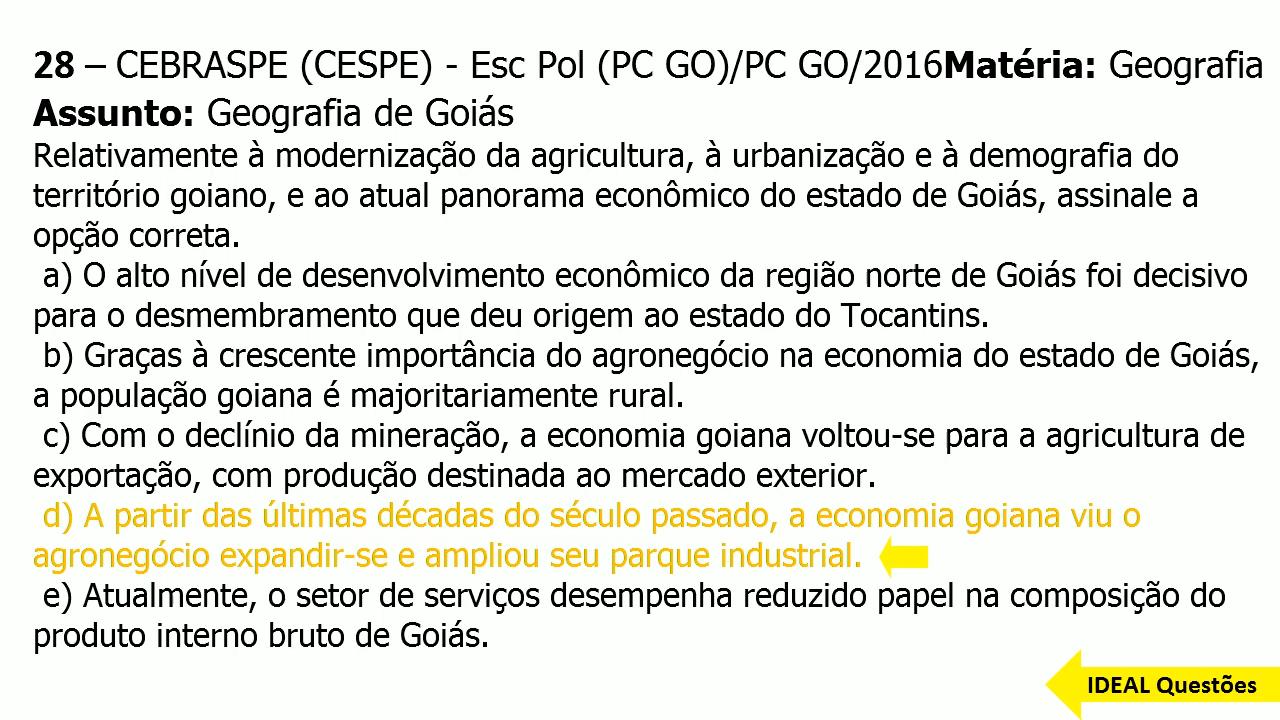 28 – CEBRASPE (CESPE) - Esc Pol (PC GO)/PC GO/2016Matéria: Geografia
Assunto: Geografia de Goiás
Relativamente à modernização da agricultura, à urbanização e à demografia do
território goiano, e ao atual panorama econômico do estado de Goiás, assinale a
opção correta.
a) O alto nível de desenvolvimento econômico da região norte de Goiás foi decisivo
para o desmembramento que deu origem ao estado do Tocantins.
b) Graças à crescente importância do agronegócio na economia do estado de Goiás,
a população goiana é majoritariamente rural.
c) Com o declínio da mineração, a economia goiana voltou-se para a agricultura de
exportação, com produção destinada ao mercado exterior.
d) A partir das últimas décadas do século passado, a economia goiana viu o
agronegócio expandir-se e ampliou seu parque industrial.
e) Atualmente, o setor de serviços desempenha reduzido papel na composição do
produto interno bruto de Goiás.
IDEAL Questões